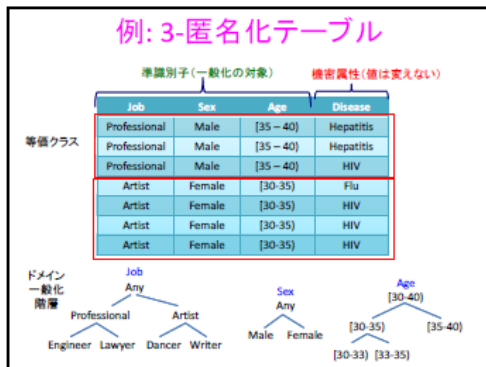 例: 3-匿名化テーブル
準識別子(一般化の対象)
機密属性(値は変えない)
Job Sex Age Disease
等価クラス
Professional Male [35 – 40) Hepatitis
Professional Male [35 – 40) Hepatitis
Professional Male [35 – 40) HIV
Artist Female [30-35) Flu
Artist Female [30-35) HIV
Artist Female [30-35) HIV
Artist Female [30-35) HIV
ドメイン
一般化
階層
Job
Any
Professional Artist
Engineer Lawyer Dancer Writer
Sex
Any
Male Female
Age
[30-40)
[30-35) [35-40)
[30-33) [33-35)